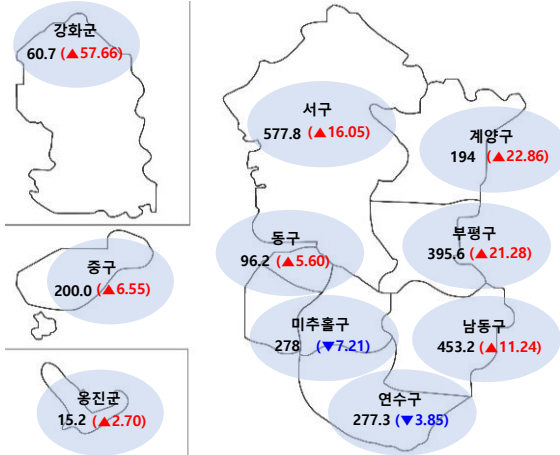 강화군
60.7 (▲57.66)
서구
577.8 (▲16.05)
계양구
194 (▲22.86)
동구
96.2 (▲5.60)
부평구
395.6 (▲21.28)
중구
200.0 (▲6.55)
미추홀구
278 (▼7.21)
남동구
453.2 (▲11.24)
옹진군
15.2 (▲2.70)
연수구
277.3 (▼3.85)